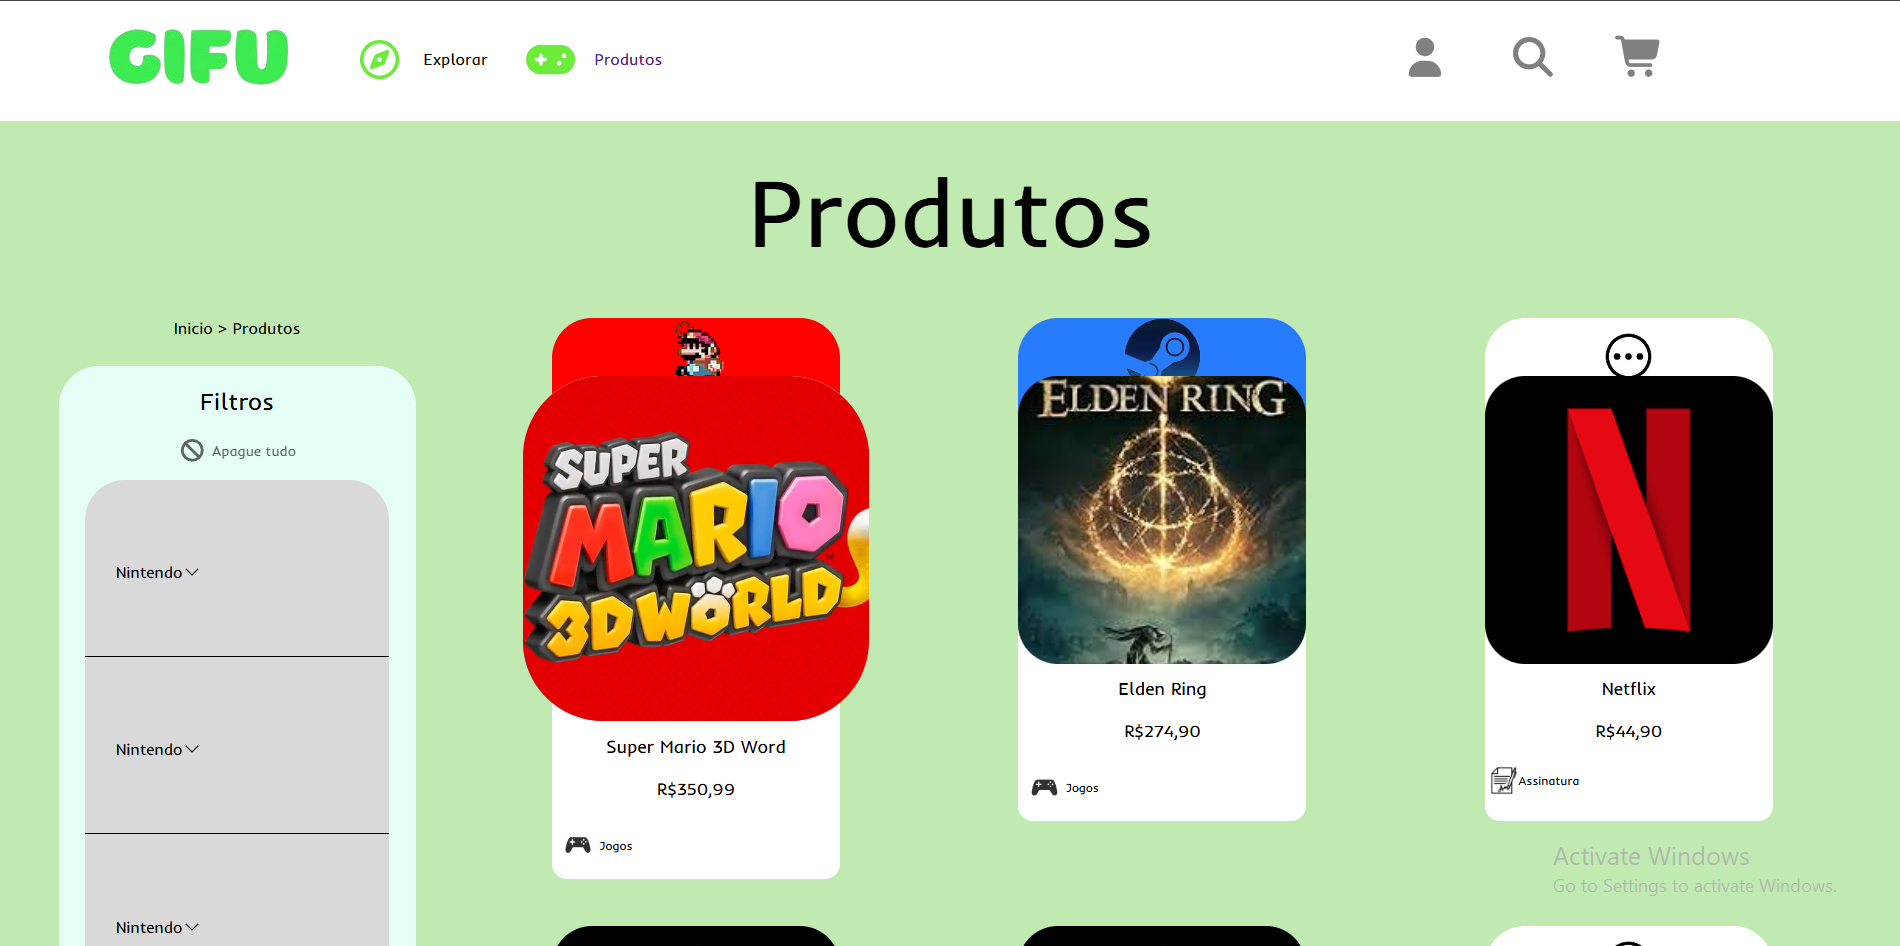 GIFU
Explorar
Produtos
Produtos
Inicio > Produtos
Filtros
Apague tudo
Nintendo
Nintendo
Nintendo
SUPER
MARIO
3D WORLD
™
Super Mario 3D Word
R$350,99
Jogos
ELDEN RING
Elden Ring
R$274,90
Jogos
N
Netflix
R$44,90
Assinatura
Activate Windows
Go to Settings to activate Windows.